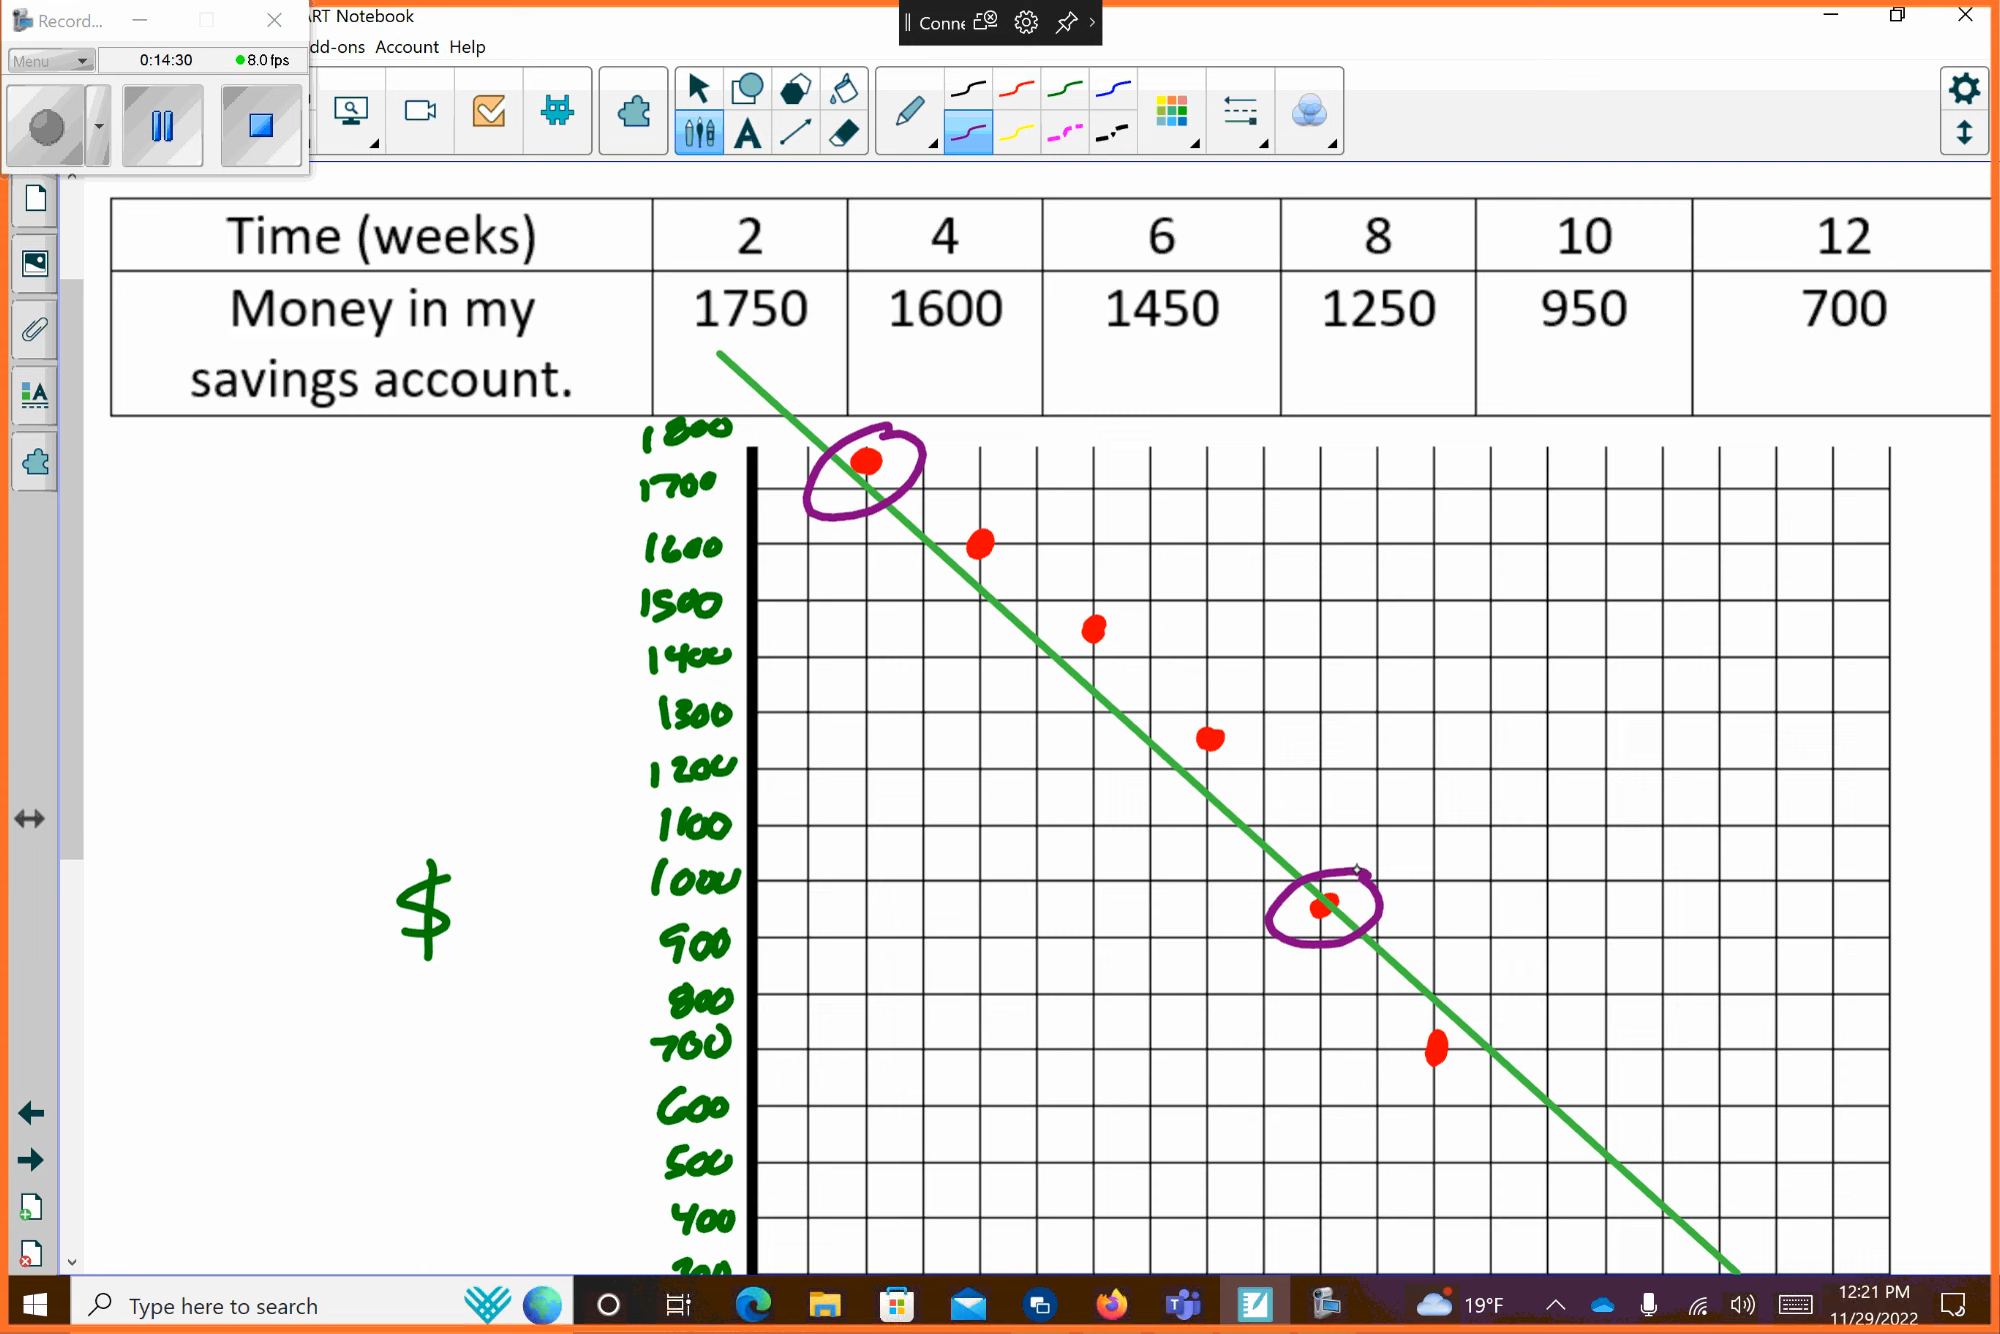 Record...
ART Notebook
Conne
dd-ons Account Help
Menu
0:14:30
8.0 fps
Time (weeks) 2 4 6 8 10 12
Money in my 1750 1600 1450 1250 950 700
savings account.
1800
1700
1600
1500
1400
1300
1200
1100
1000
$
900
800
700
600
500
400
300
Type here to search
19°F
12:21 PM
11/29/2022